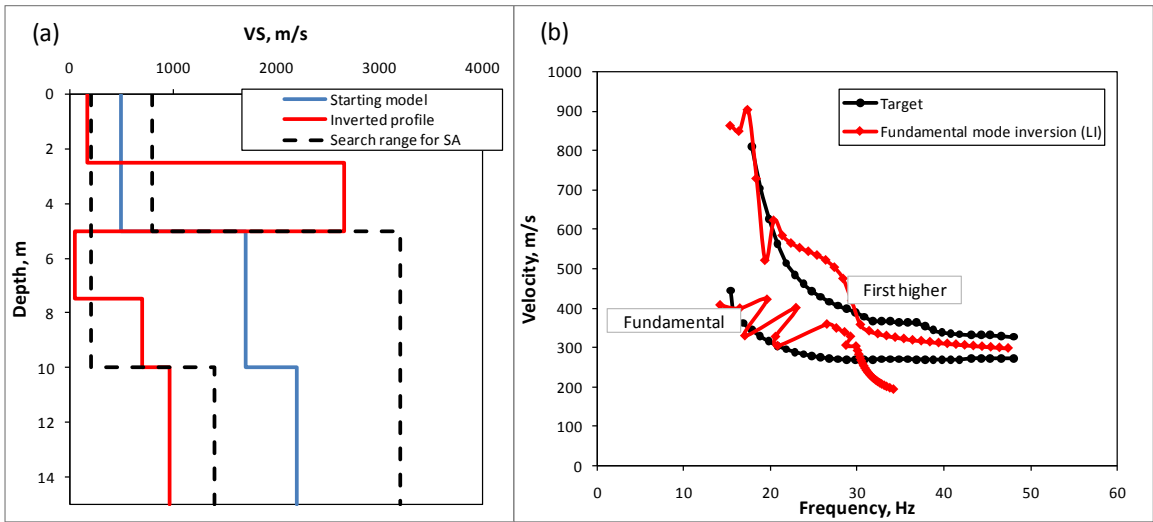 (a)
VS, m/s
0 1000 2000 3000 4000
0
2
4
6
8
10
12
14
Depth, m
Starting model
Inverted profile
Search range for SA
(b)
1000
900
800
700
600
500
400
300
200
100
0
Velocity, m/s
Target
Fundamental mode inversion (LI)
First higher
Fundamental
0 10 20 30 40 50 60
Frequency, Hz